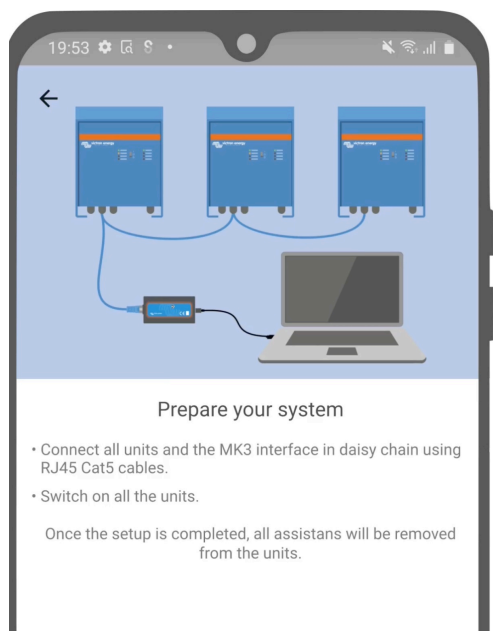 19:53
Prepare your system
• Connect all units and the MK3 interface in daisy chain using
RJ45 Cat5 cables.
• Switch on all the units.
Once the setup is completed, all assistans will be removed
from the units.